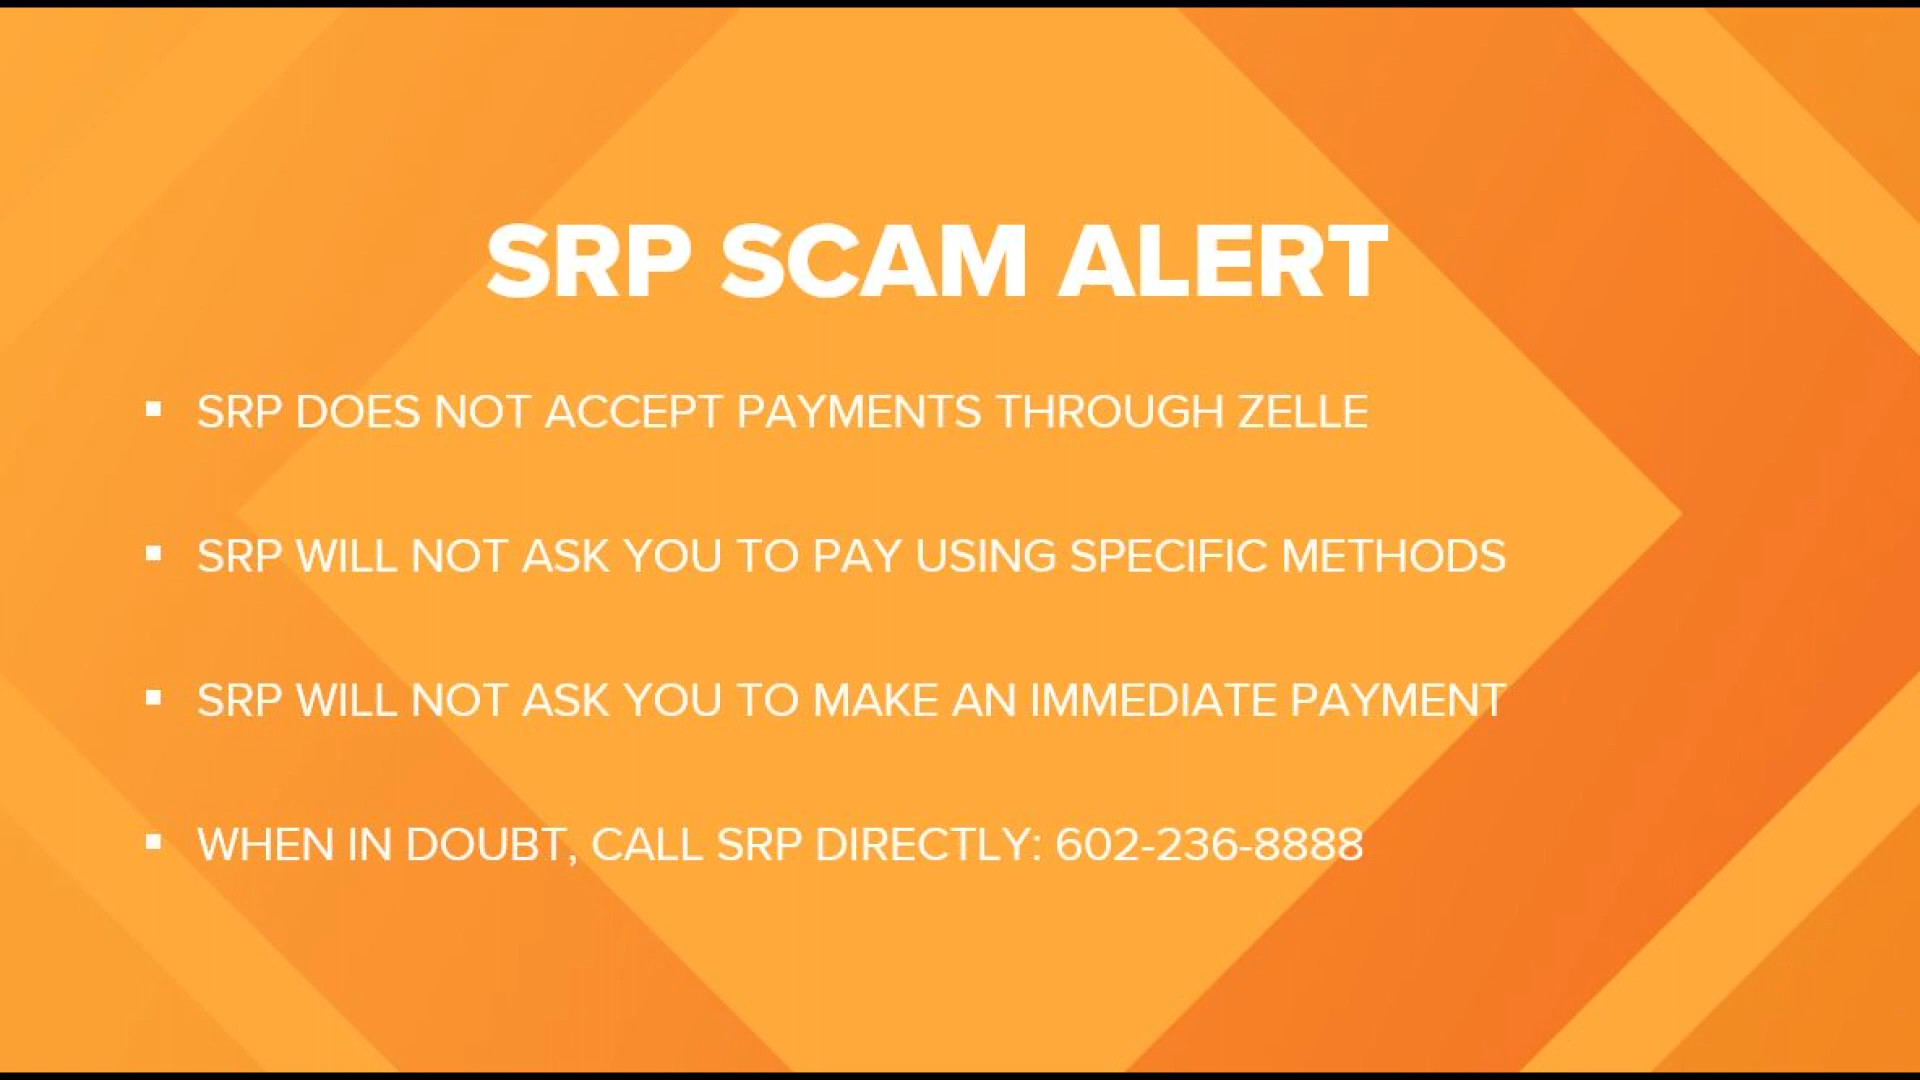 SRP SCAM ALERT
▪ SRP DOES NOT ACCEPT PAYMENTS THROUGH ZELLE
▪ SRP WILL NOT ASK YOU TO PAY USING SPECIFIC METHODS
▪ SRP WILL NOT ASK YOU TO MAKE AN IMMEDIATE PAYMENT
▪ WHEN IN DOUBT, CALL SRP DIRECTLY: 602-236-8888